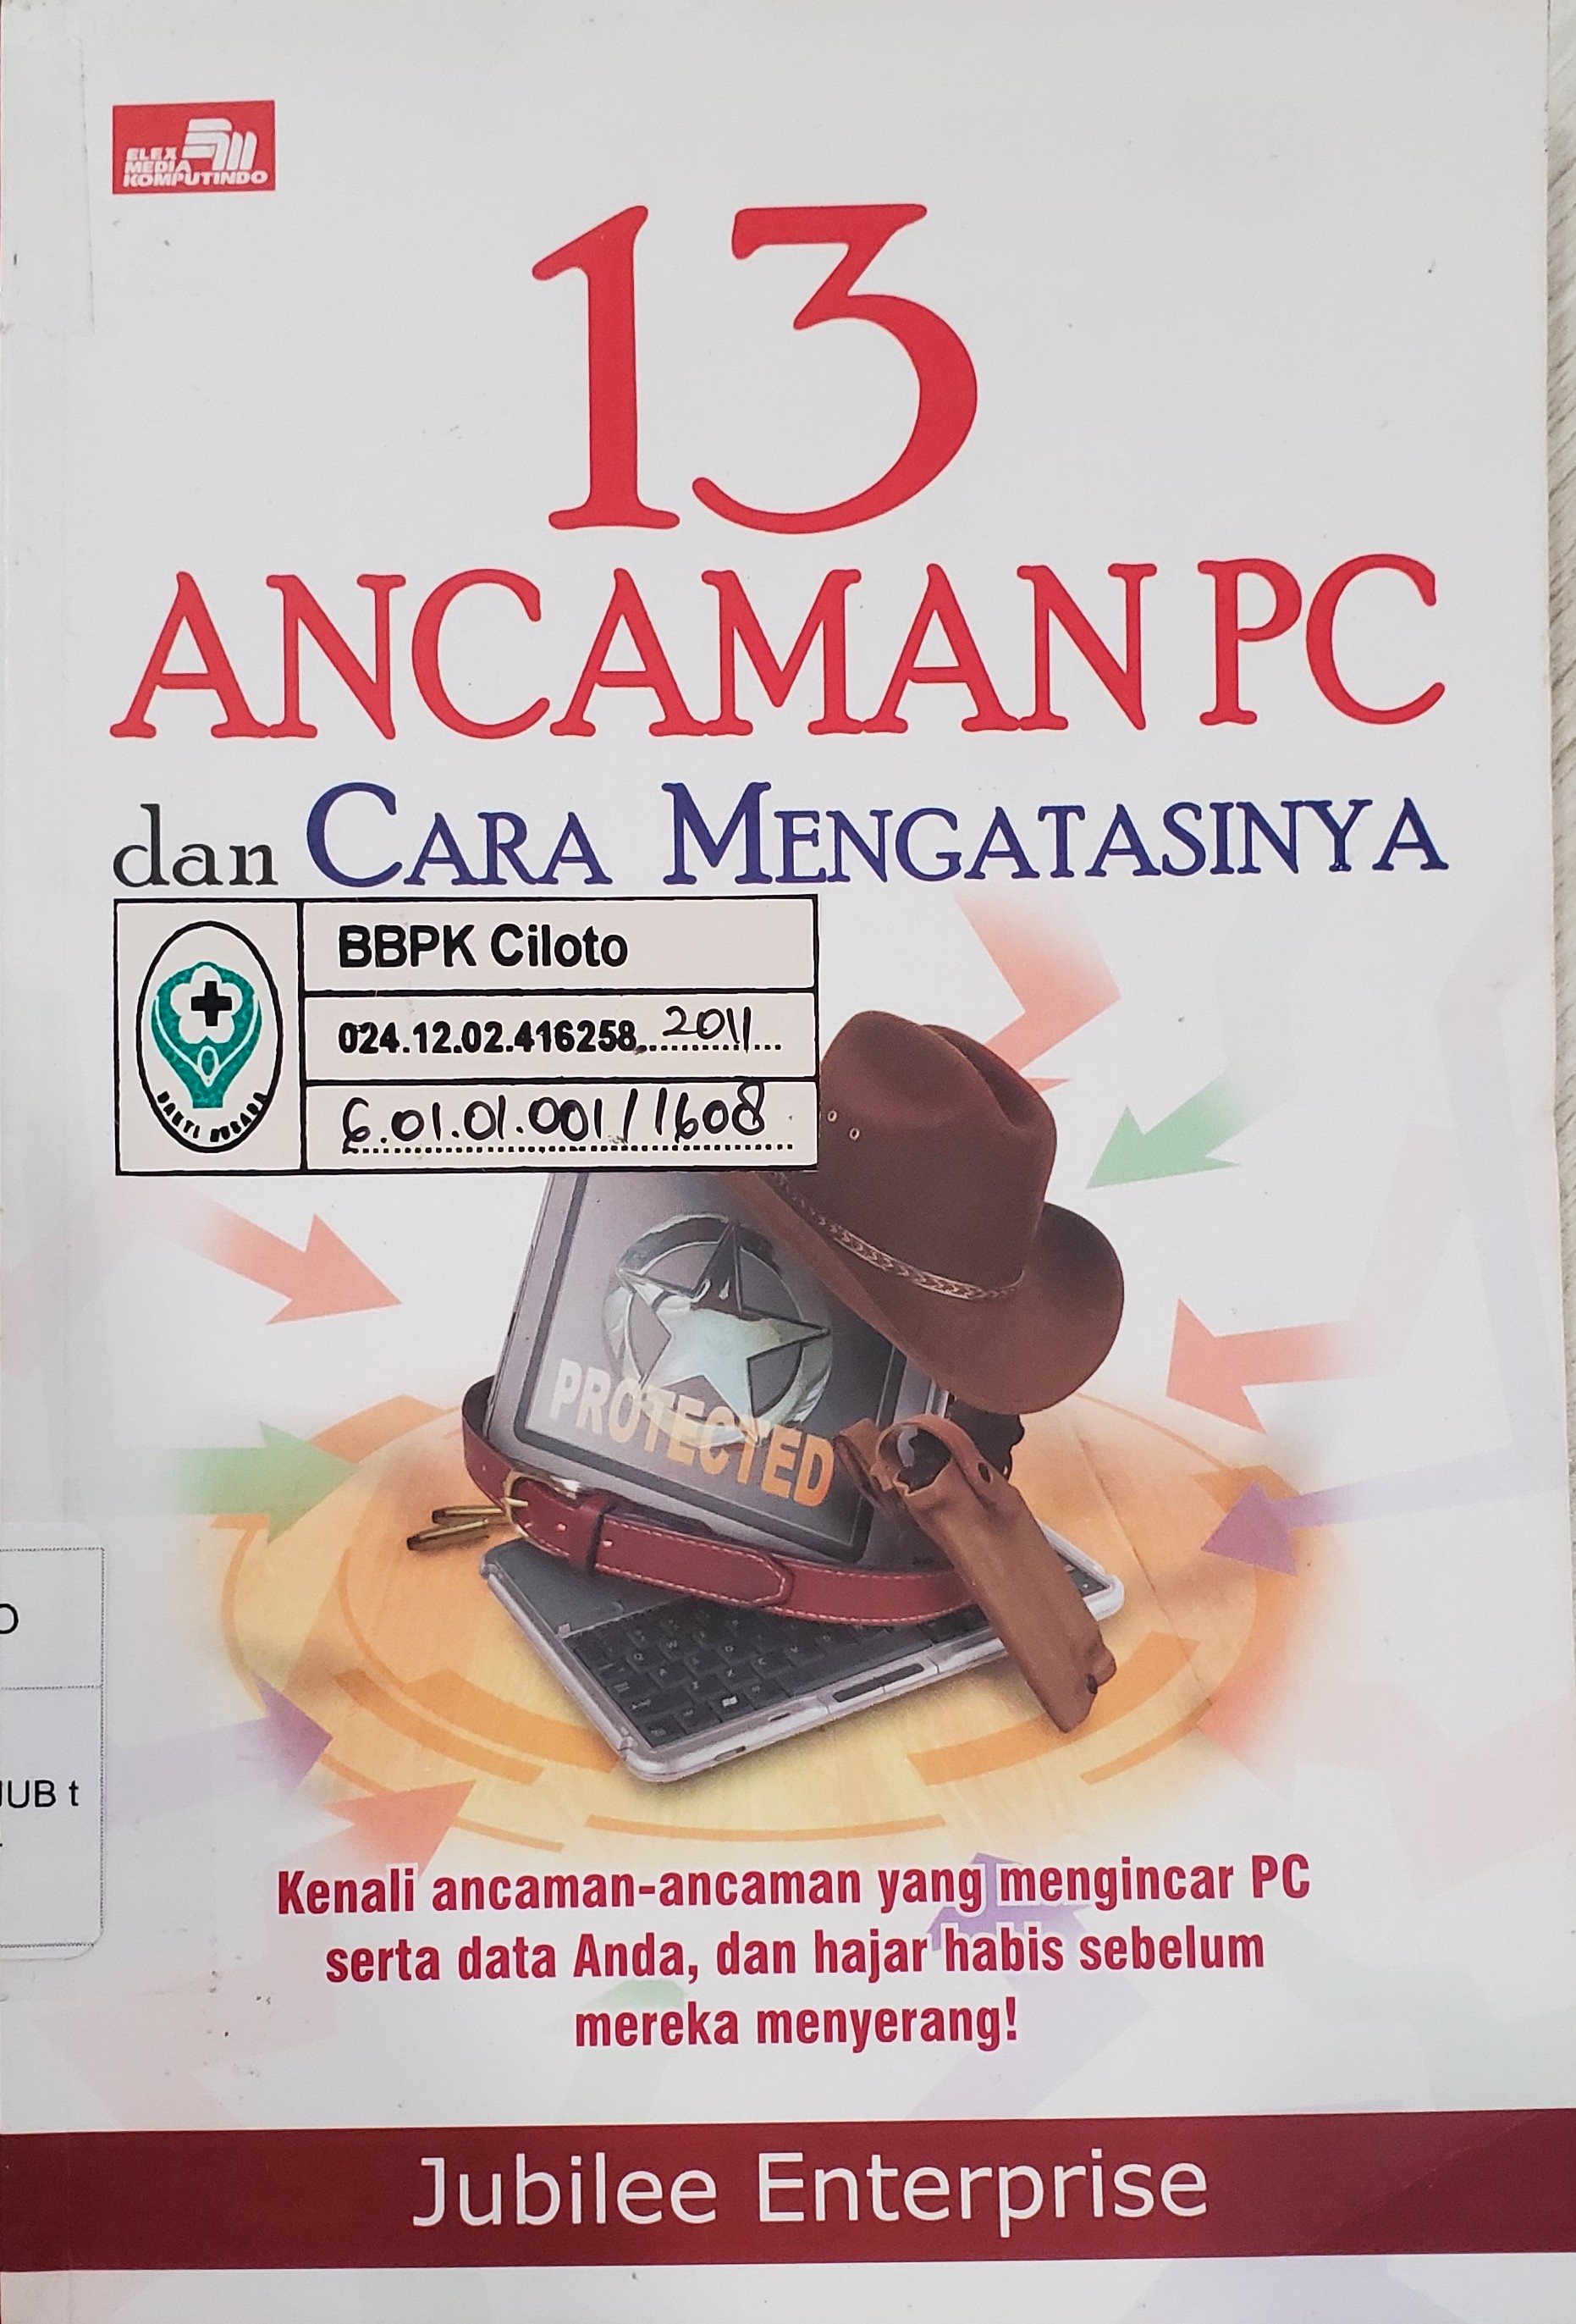 ELEX
MEDIA
KOMPUTINDO
13
ANCAMAN PC
dan CARA MENGATASINYA
BBPK Ciloto
024.12.02.416258 2011
6.01.01.001/1608
PROTECTED
O
UB t
Kenali ancaman-ancaman yang mengincar PC
serta data Anda, dan hajar habis sebelum
mereka menyerang!
Jubilee Enterprise